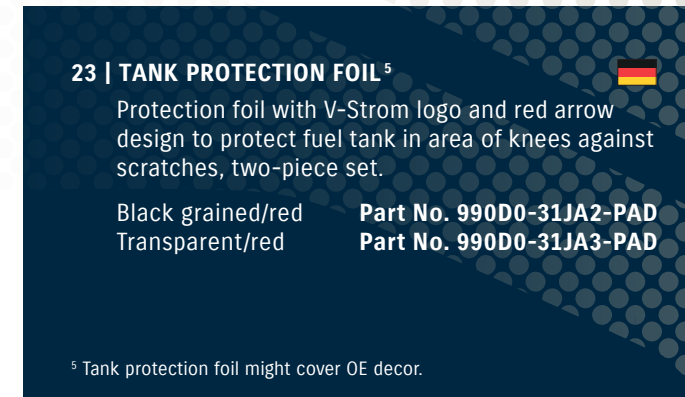 23 | TANK PROTECTION FOIL⁵
Protection foil with V-Strom logo and red arrow
design to protect fuel tank in area of knees against
scratches, two-piece set.
Black grained/red Part No. 990D0-31JA2-PAD
Transparent/red Part No. 990D0-31JA3-PAD
⁵ Tank protection foil might cover OE decor.